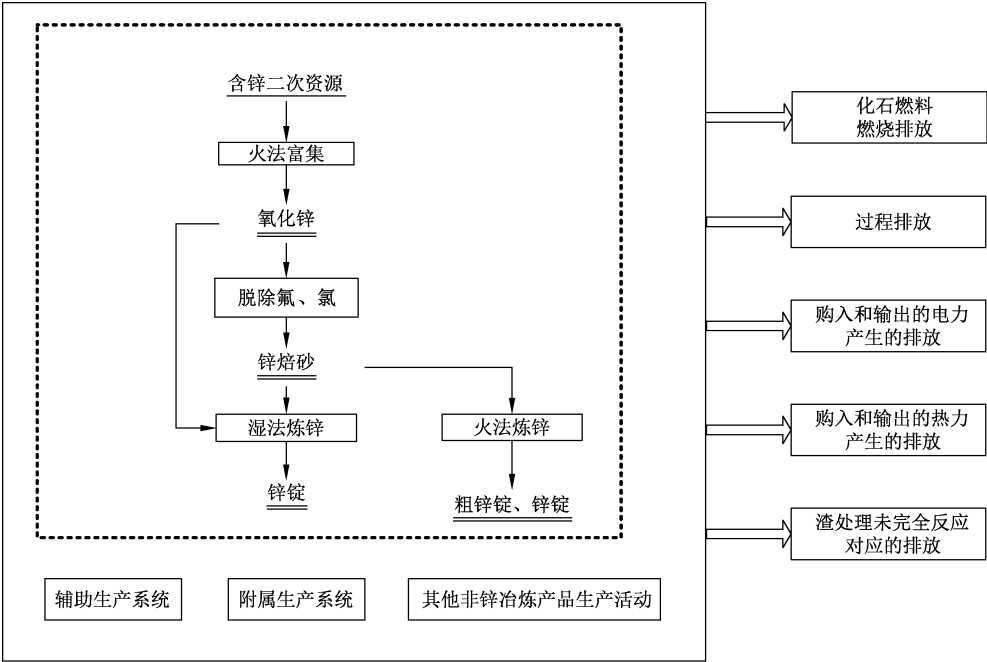 含锌二次资源
火法富集
氧化锌
脱除氟、氯
锌焙砂
湿法炼锌
火法炼锌
锌锭
粗锌锭、锌锭
辅助生产系统
附属生产系统
其他非锌冶炼产品生产活动
化石燃料
燃烧排放
过程排放
购入和输出的电力
产生的排放
购入和输出的热力
产生的排放
渣处理未完全反应
对应的排放